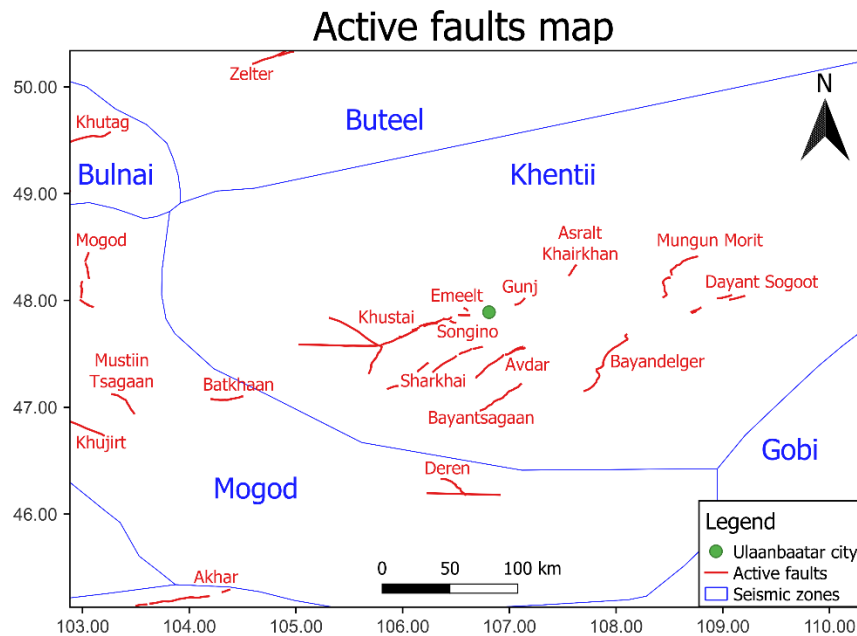 Active faults map
50.00
49.00
48.00
47.00
46.00
Zelter
Khutag
Buteel
N
Bulnai
Khentii
Mogod
Asralt
Khairkhan
Mungun Morit
Gunj
Dayant Sogoot
Emeelt
Khustai
Songino
Mustiin
Tsagaan
Batkhaan
Sharkhai
Avdar
Bayandelger
Bayantsagaan
Khujirt
Gobi
Deren
Mogod
Akhar
0 50 100 km
Legend
Ulaanbaatar city
Active faults
Seismic zones
103.00 104.00 105.00 106.00 107.00 108.00 109.00 110.00